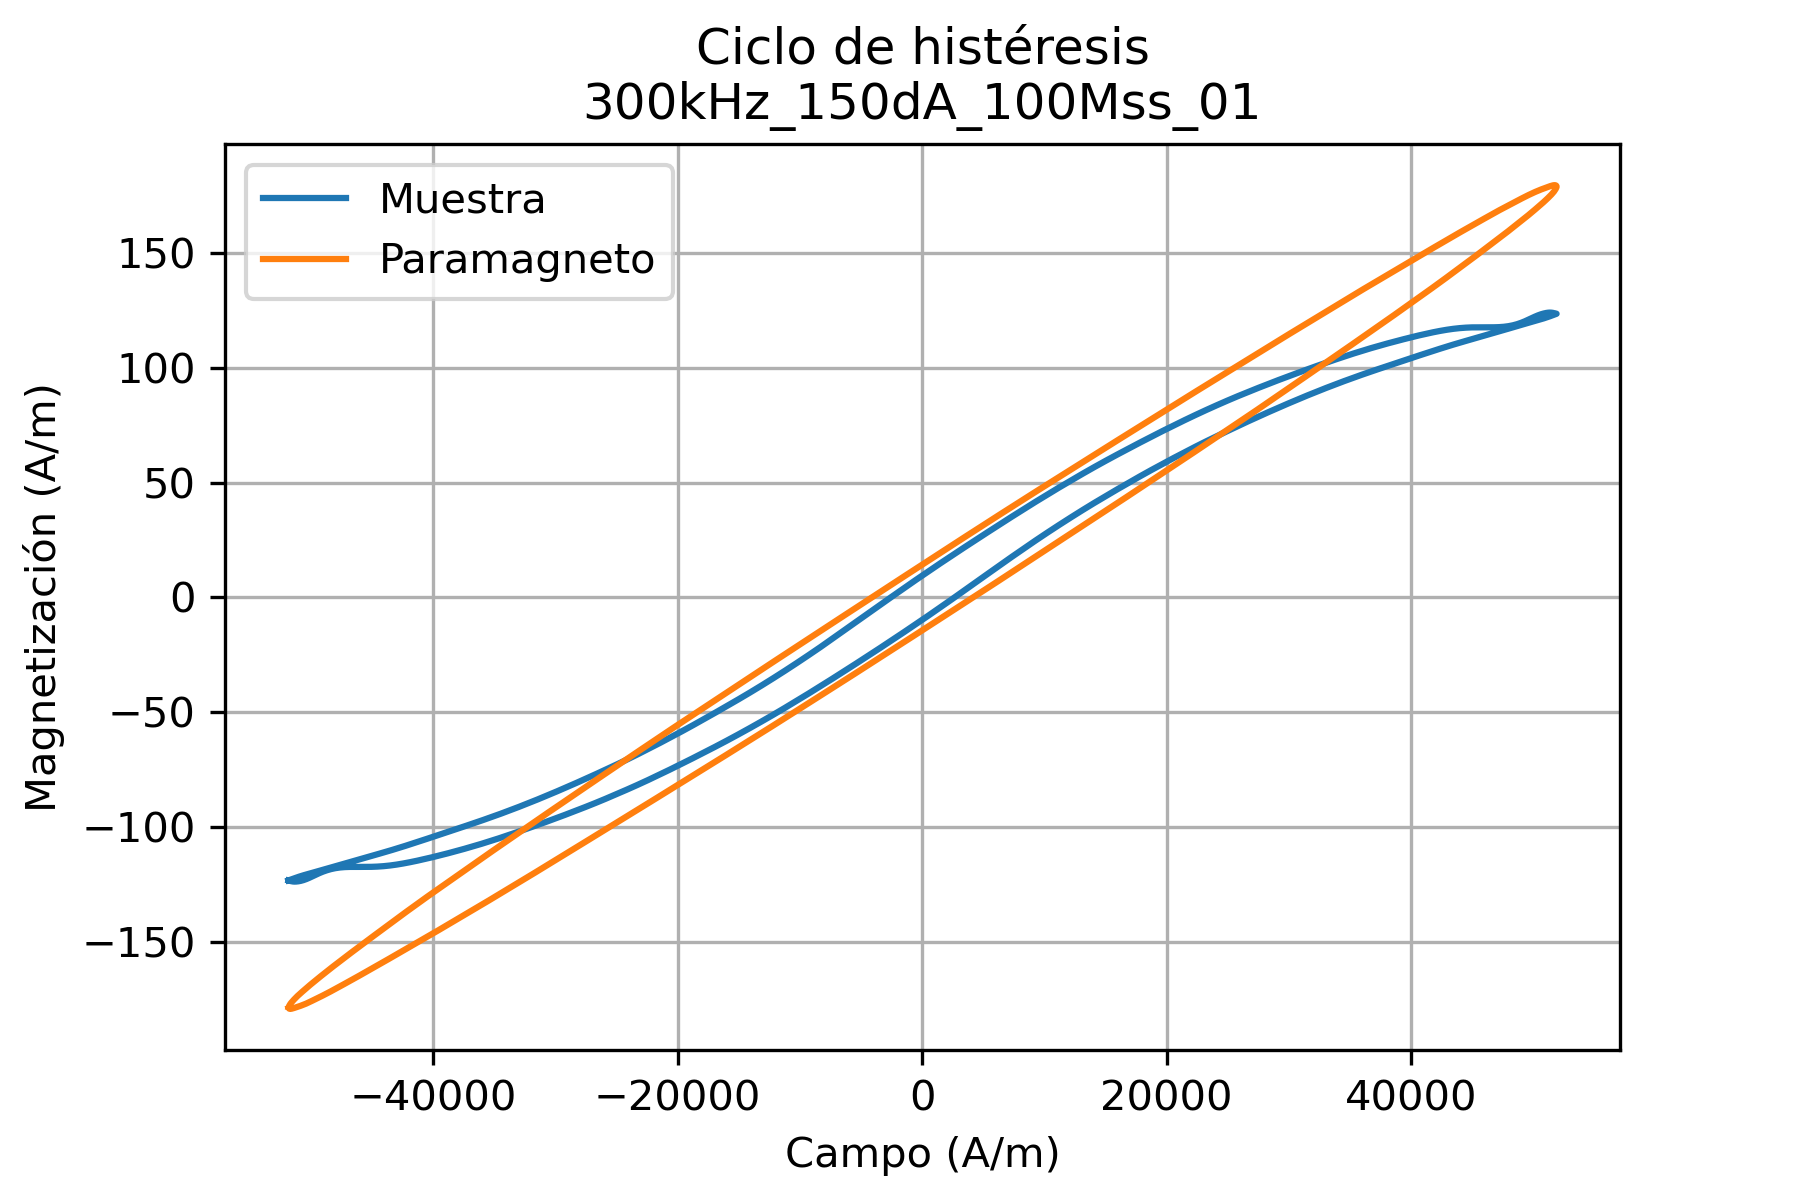 Ciclo de histéresis
300kHz_150dA_100Mss_01
Muestra
Paramagneto
150
100
50
0
−50
−100
−150
Magnetización (A/m)
−40000 −20000 0 20000 40000
Campo (A/m)